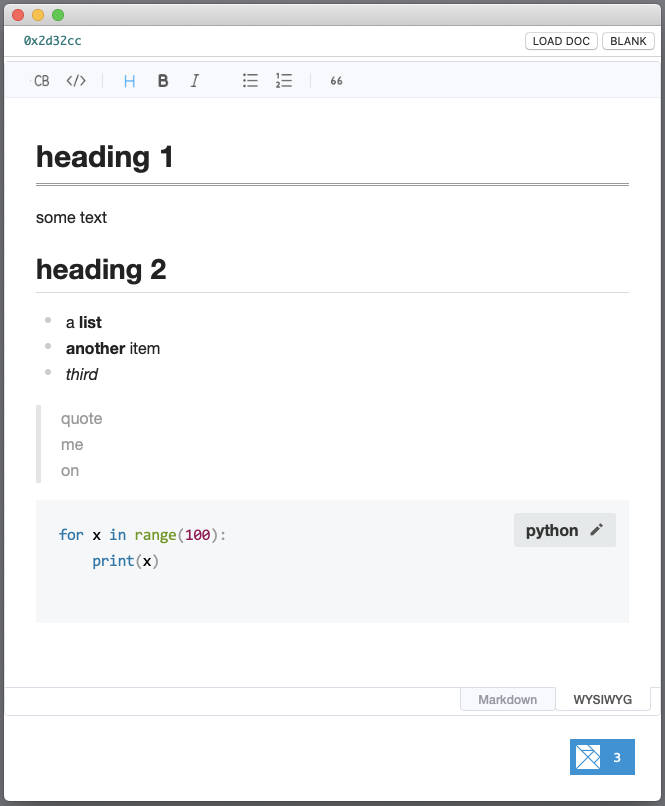 0x2d32cc
LOAD DOC BLANK
CB </> H B I 66
heading 1
some text
heading 2
a list
another item
third
quote
me
on
for x in range(100):
python
    print(x)
Markdown WYSIWYG
3